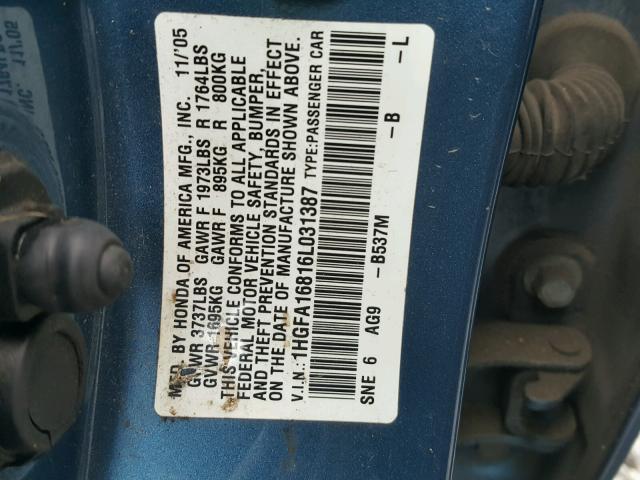 MFD. BY HONDA OF AMERICA MFG., INC. 11/'05
GVWR 3737LBS GAWR F 1973LBS R 1764LBS
GVWR 1695KG GAWR F 895KG R 800KG
THIS VEHICLE CONFORMS TO ALL APPLICABLE
FEDERAL MOTOR VEHICLE SAFETY, BUMPER,
AND THEFT PREVENTION STANDARDS IN EFFECT
ON THE DATE OF MANUFACTURE SHOWN ABOVE.
V.I.N.: 1HGFA16816L031387 TYPE:PASSENGER CAR
SNE 6 AG9 -B537M -B -L